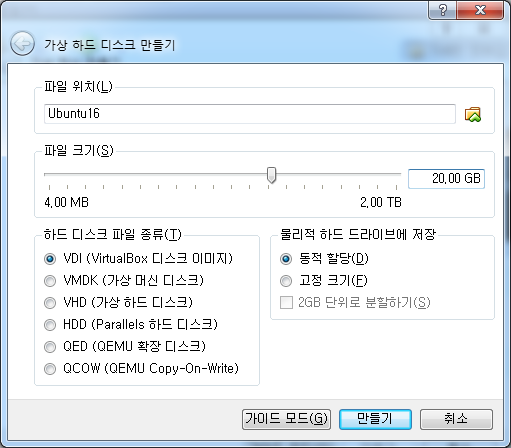 가상 하드 디스크 만들기
파일 위치(L)
Ubuntu16
파일 크기(S)
20,00 GB
4,00 MB 2,00 TB
하드 디스크 파일 종류(T)
VDI (VirtualBox 디스크 이미지)
VMDK (가상 머신 디스크)
VHD (가상 하드 디스크)
HDD (Parallels 하드 디스크)
QED (QEMU 확장 디스크)
QCOW (QEMU Copy-On-Write)
물리적 하드 드라이브에 저장
동적 할당(D)
고정 크기(F)
2GB 단위로 분할하기(S)
가이드 모드(G) 만들기 취소